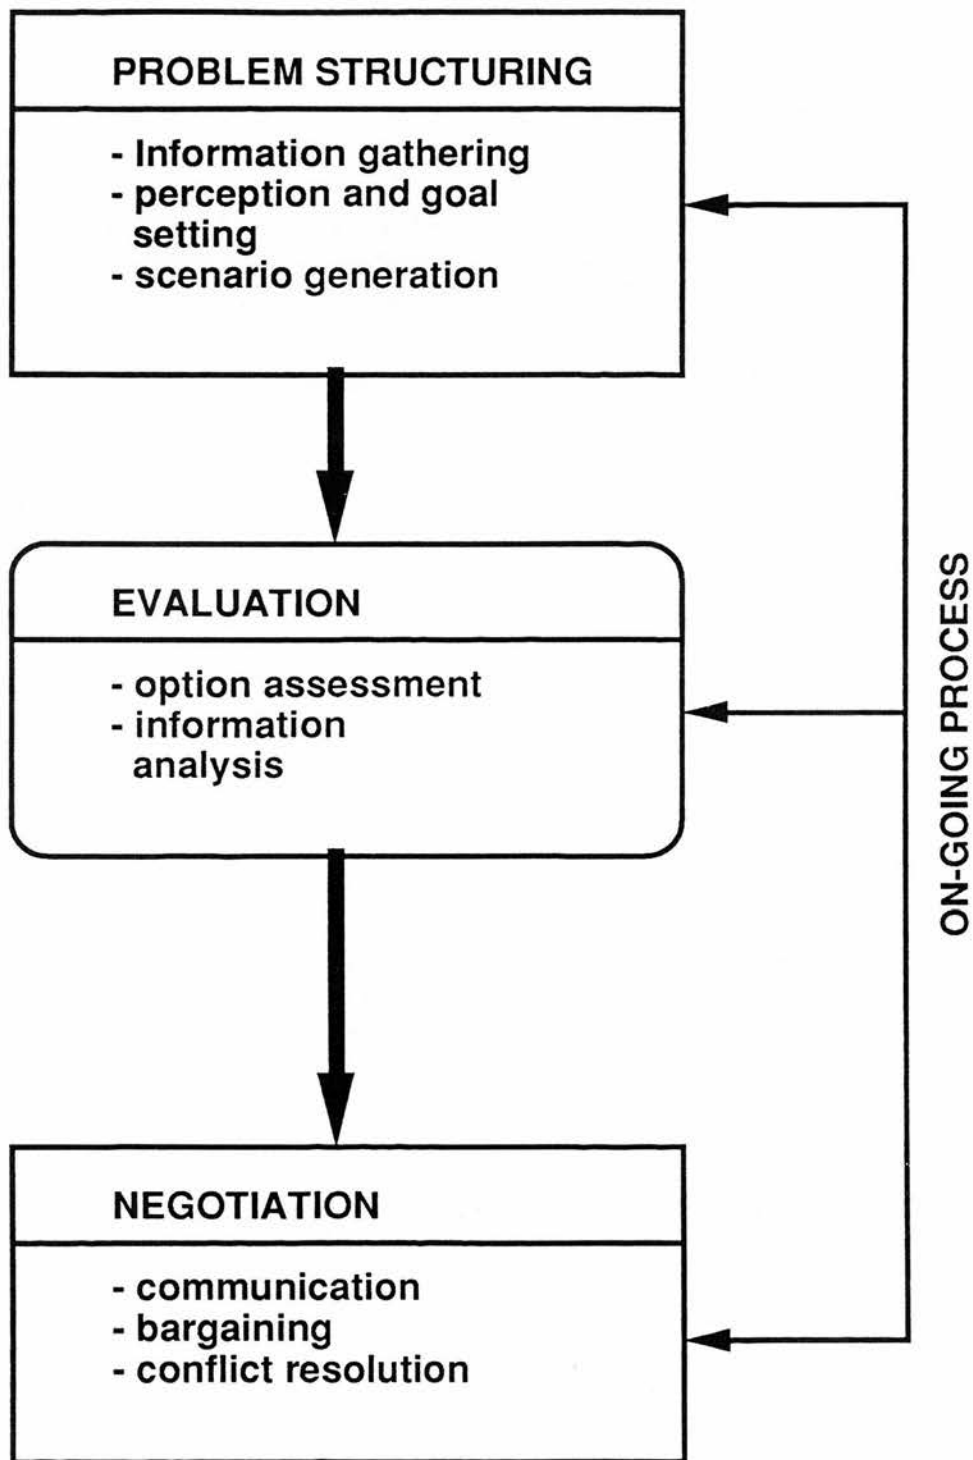 PROBLEM STRUCTURING
- Information gathering
- perception and goal
setting
- scenario generation
EVALUATION
- option assessment
- information
analysis
NEGOTIATION
- communication
- bargaining
- conflict resolution
ON-GOING PROCESS